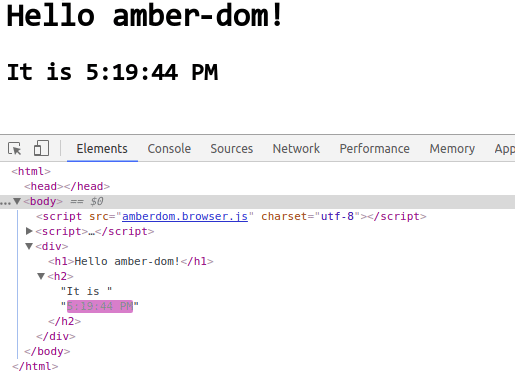 Hello amber-dom!
It is 5:19:44 PM
Elements Console Sources Network Performance Memory App
<html>
<head></head>
...<body> == $0
<script src="amberdom.browser.js" charset="utf-8"></script>
<script>…</script>
<div>
<h1>Hello amber-dom!</h1>
<h2>
"It is "
"5:19:44 PM"
</h2>
</div>
</body>
</html>